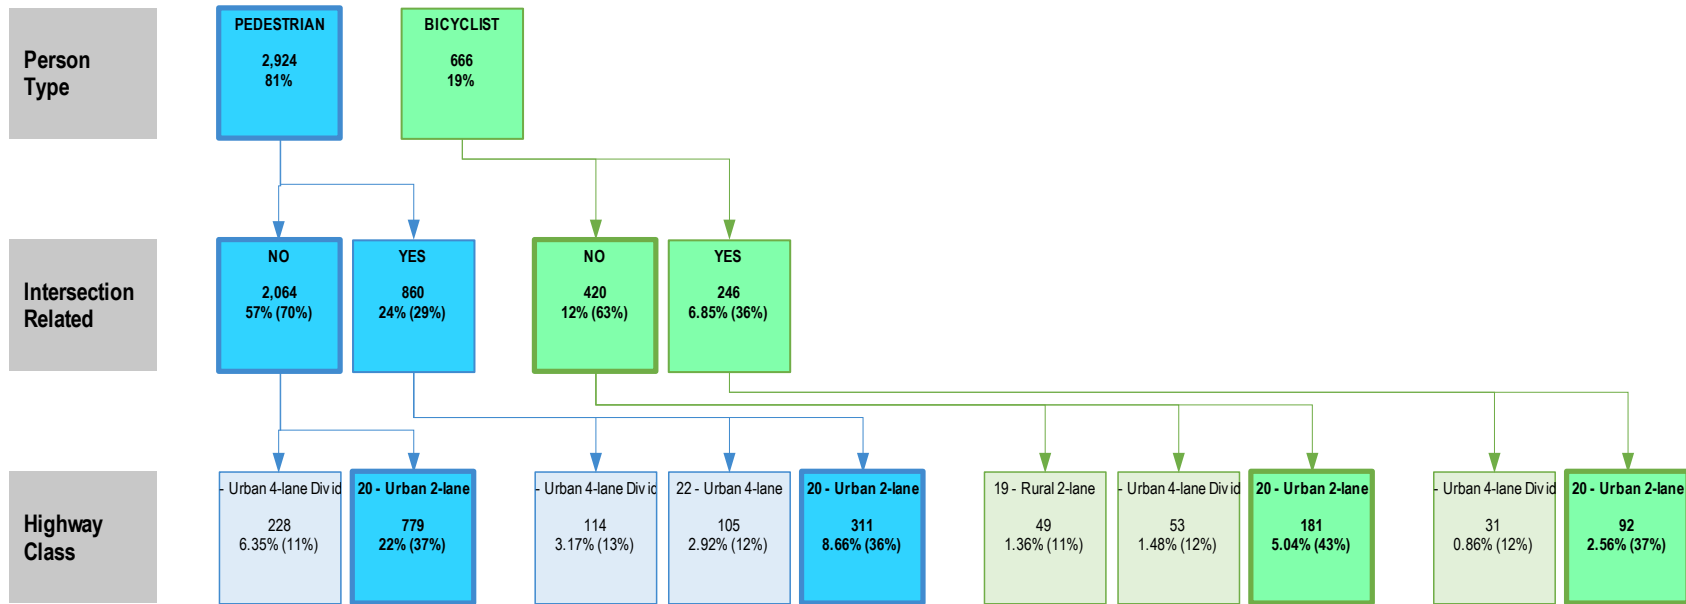 Person
Type
PEDESTRIAN
2,924
81%
BICYCLIST
666
19%
Intersection
Related
NO
2,064
57% (70%)
YES
860
24% (29%)
NO
420
12% (63%)
YES
246
6.85% (36%)
Highway
Class
- Urban 4-lane Divid
228
6.35% (11%)
20 - Urban 2-lane
779
22% (37%)
- Urban 4-lane Divid
114
3.17% (13%)
22 - Urban 4-lane
105
2.92% (12%)
20 - Urban 2-lane
311
8.66% (36%)
19 - Rural 2-lane
49
1.36% (11%)
- Urban 4-lane Divid
53
1.48% (12%)
20 - Urban 2-lane
181
5.04% (43%)
- Urban 4-lane Divid
31
0.86% (12%)
20 - Urban 2-lane
92
2.56% (37%)